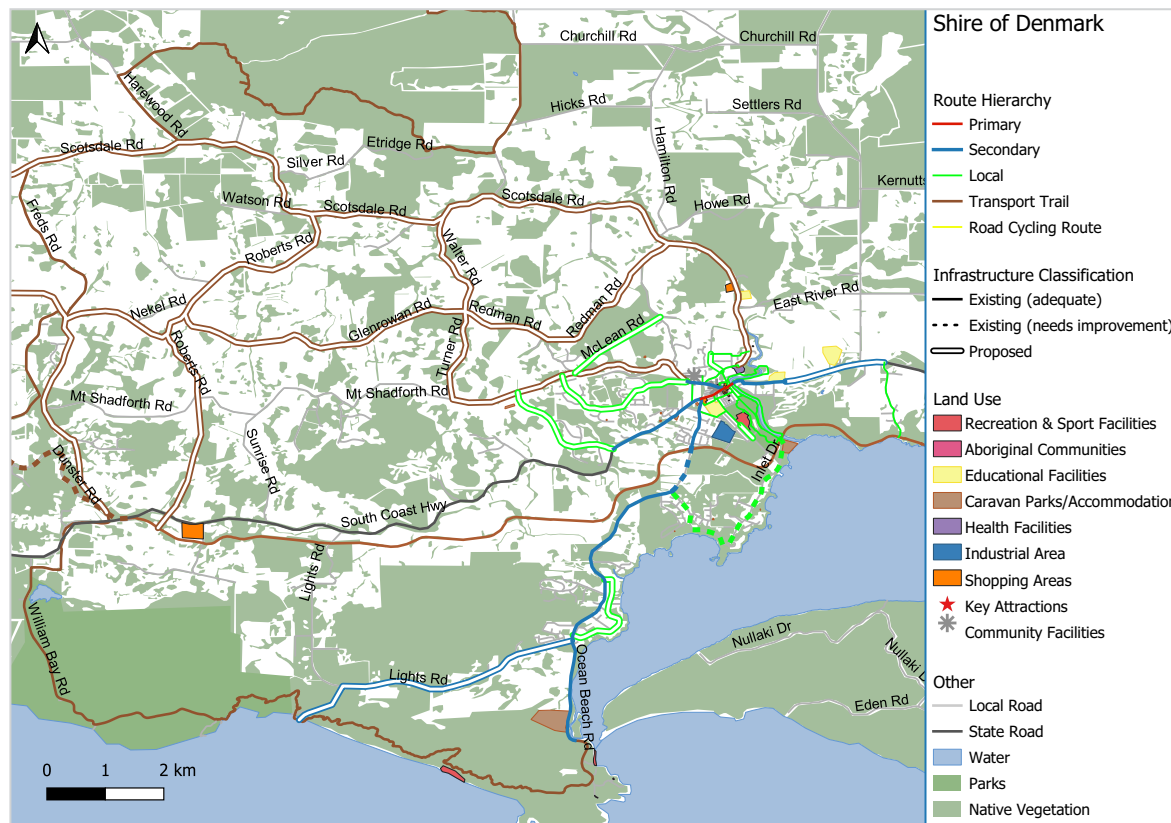 Shire of Denmark
Route Hierarchy
Primary
Secondary
Local
Transport Trail
Road Cycling Route
Infrastructure Classification
Existing (adequate)
Existing (needs improvement)
Proposed
Land Use
Recreation & Sport Facilities
Aboriginal Communities
Educational Facilities
Caravan Parks/Accommodation
Health Facilities
Industrial Area
Shopping Areas
Key Attractions
Community Facilities
Other
Local Road
State Road
Water
Parks
Native Vegetation
Churchill Rd
Churchill Rd
Harewood Rd
Hicks Rd
Settlers Rd
Scotsdale Rd
Etridge Rd
Silver Rd
Hamilton Rd
Kernutts
Watson Rd
Scotsdale Rd
Scotsdale Rd
Howe Rd
Freds Rd
Roberts Rd
Walter Rd
Nekel Rd
Glenrowan Rd
Redman Rd
Redman Rd
East River Rd
McLean Rd
Roberts Rd
Turner Rd
Mt Shadforth Rd
Mt Shadforth Rd
Sunrise Rd
Dunster Rd
Inlet Dr
South Coast Hwy
Lights Rd
William Bay Rd
Lights Rd
Ocean Beach Rd
Nullaki Dr
Nullaki D
Eden Rd
0 1 2 km